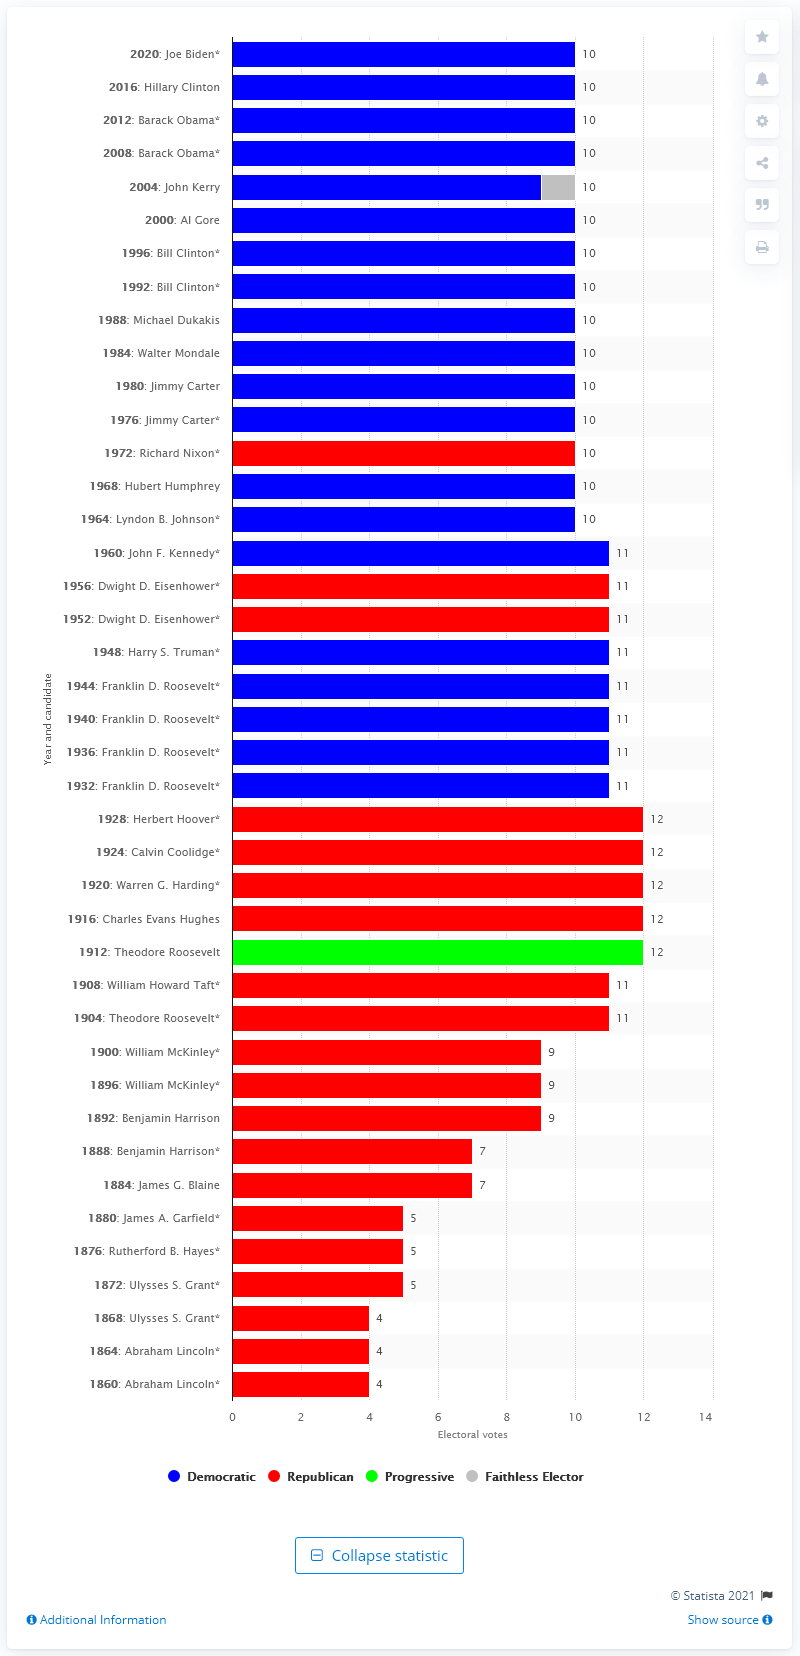 2020: Joe Biden* 10
2016: Hillary Clinton 10
2012: Barack Obama* 10
2008: Barack Obama* 10
2004: John Kerry 10
2000: Al Gore 10
1996: Bill Clinton* 10
1992: Bill Clinton* 10
1988: Michael Dukakis 10
1984: Walter Mondale 10
1980: Jimmy Carter 10
1976: Jimmy Carter* 10
1972: Richard Nixon* 10
1968: Hubert Humphrey 10
1964: Lyndon B. Johnson* 10
1960: John F. Kennedy* 11
1956: Dwight D. Eisenhower* 11
1952: Dwight D. Eisenhower* 11
1948: Harry S. Truman* 11
1944: Franklin D. Roosevelt* 11
1940: Franklin D. Roosevelt* 11
1936: Franklin D. Roosevelt* 11
1932: Franklin D. Roosevelt* 11
1928: Herbert Hoover* 12
1924: Calvin Coolidge* 12
1920: Warren G. Harding* 12
1916: Charles Evans Hughes 12
1912: Theodore Roosevelt 12
1908: William Howard Taft* 11
1904: Theodore Roosevelt* 11
1900: William McKinley* 9
1896: William McKinley* 9
1892: Benjamin Harrison 9
1888: Benjamin Harrison* 7
1884: James G. Blaine 7
1880: James A. Garfield* 5
1876: Rutherford B. Hayes* 5
1872: Ulysses S. Grant* 5
1868: Ulysses S. Grant* 4
1864: Abraham Lincoln* 4
1860: Abraham Lincoln* 4
Year and candidate
0 2 4 6 8 10 12 14
Electoral votes
Democratic Republican Progressive Faithless Elector
Collapse statistic
© Statista 2021
Additional Information Show source